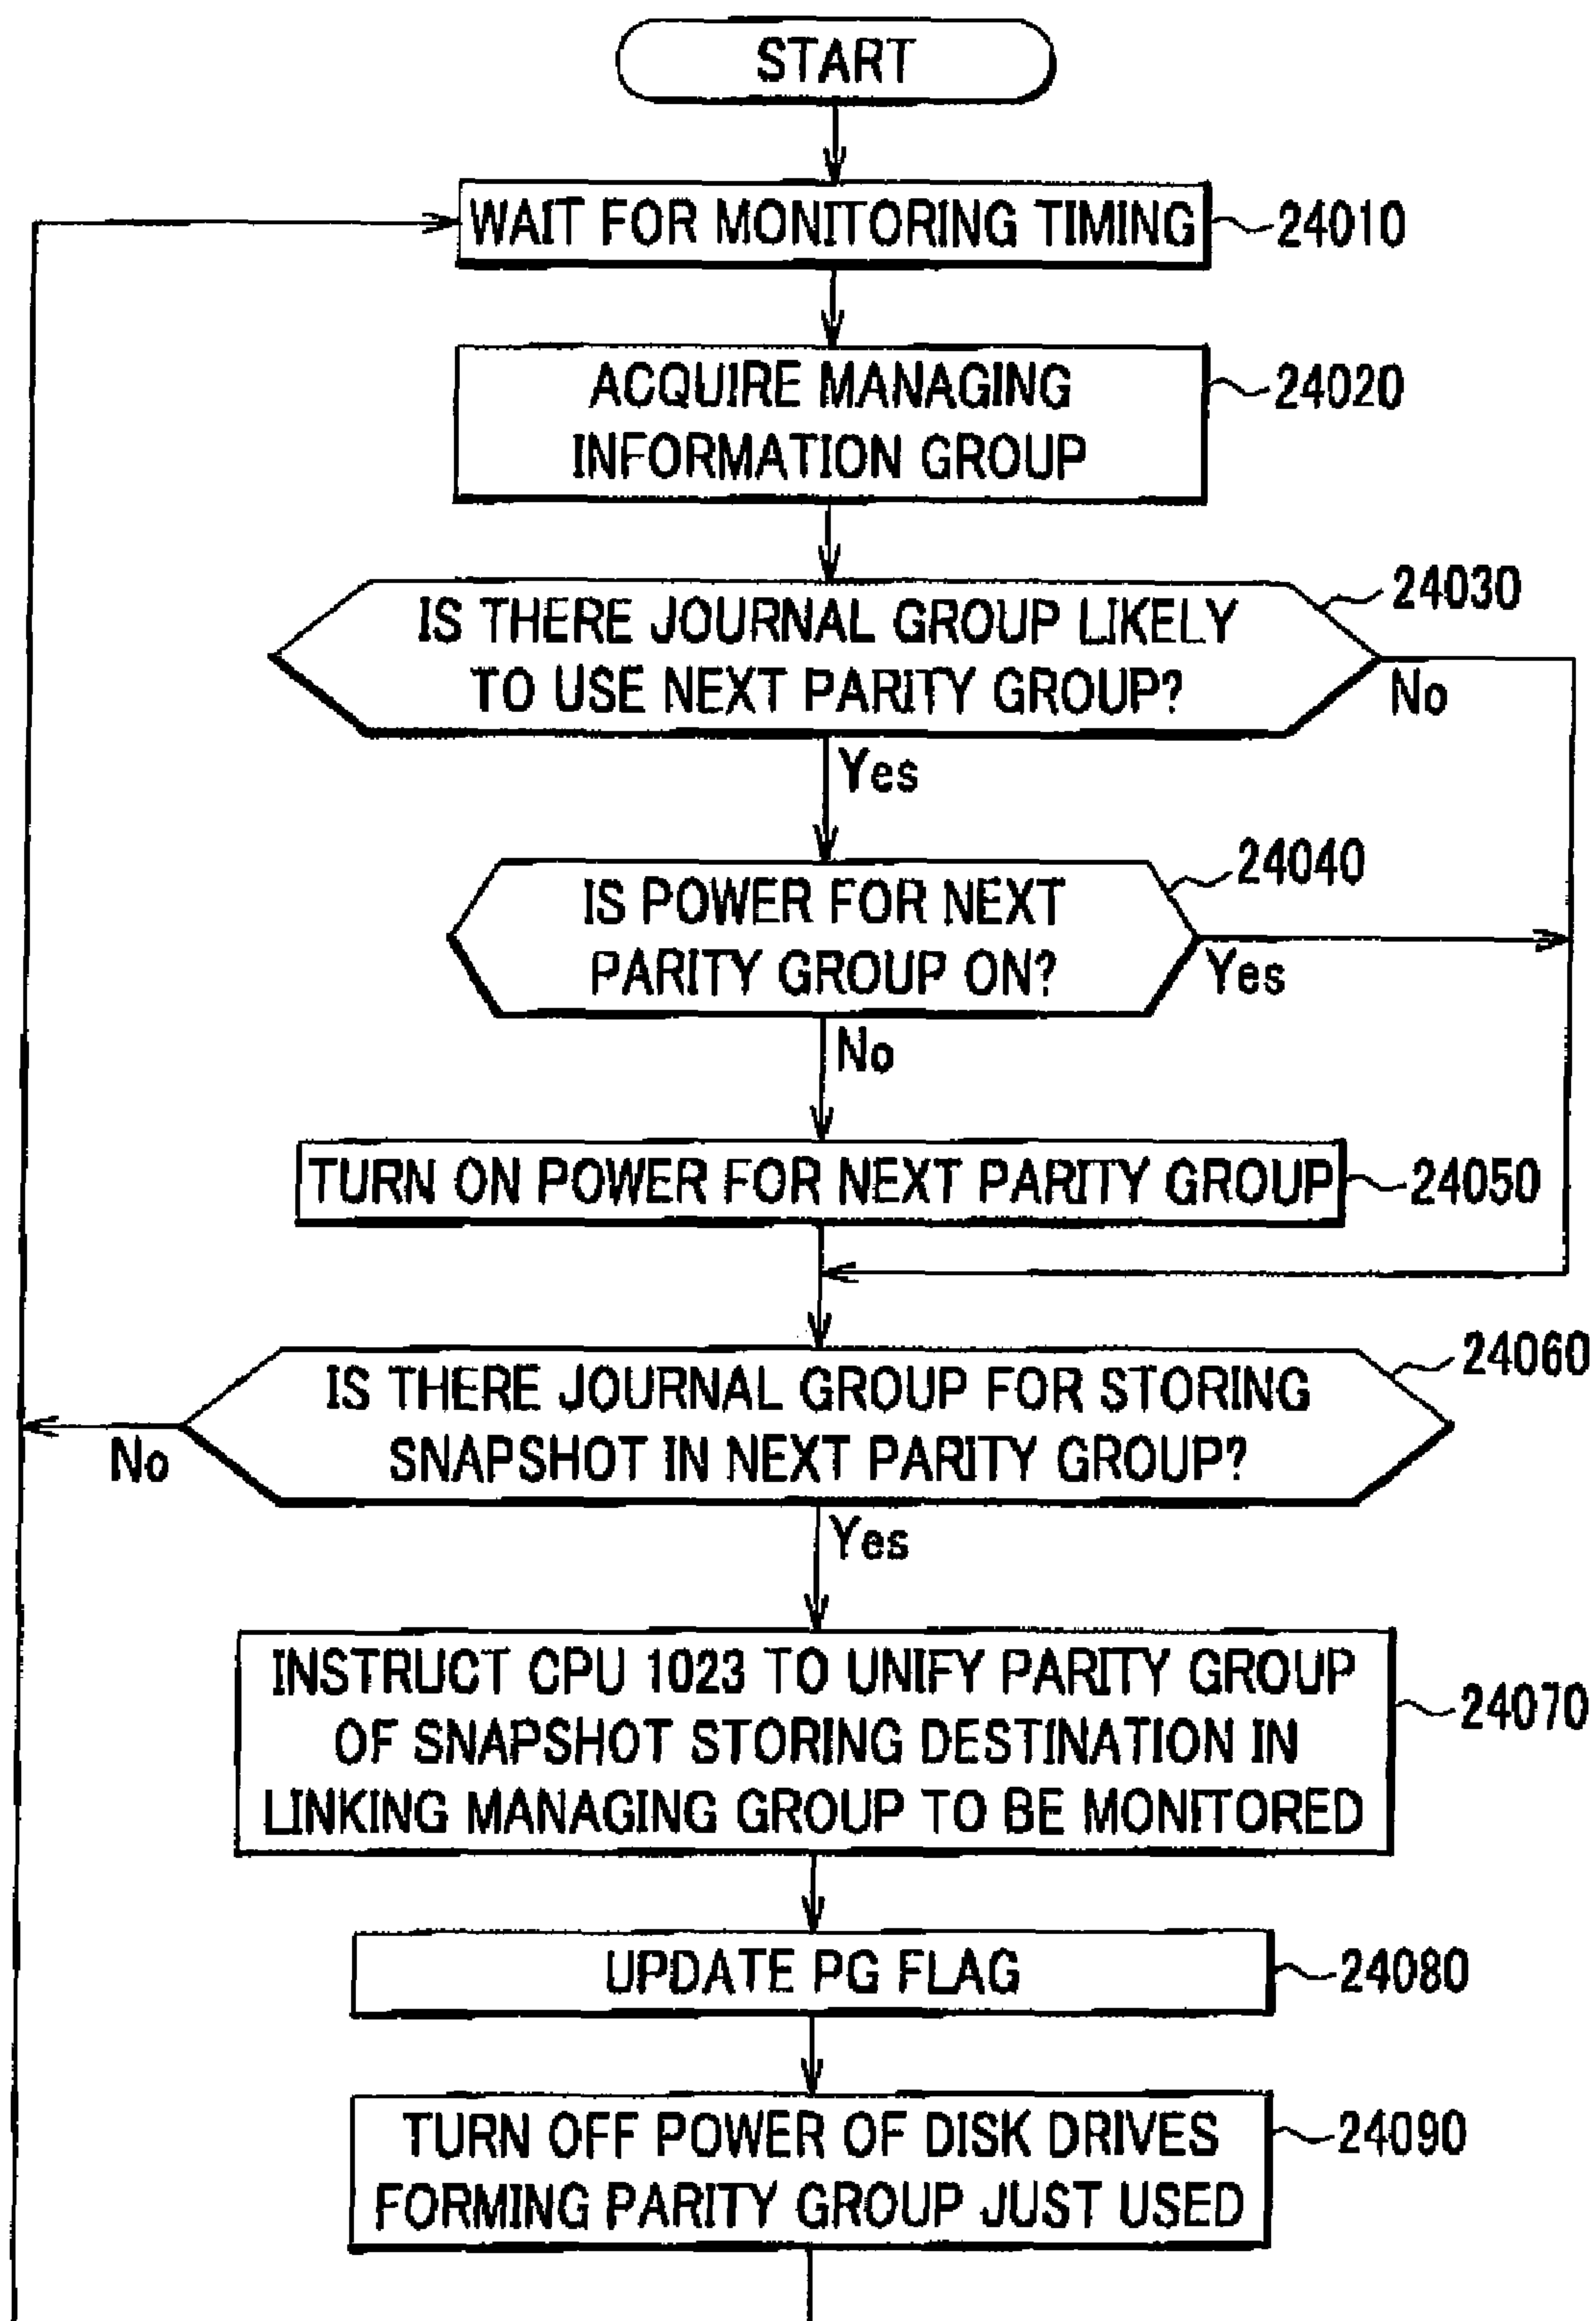 START
WAIT FOR MONITORING TIMING
24010
ACQUIRE MANAGING
INFORMATION GROUP
24020
IS THERE JOURNAL GROUP LIKELY
TO USE NEXT PARITY GROUP?
24030
No
Yes
IS POWER FOR NEXT
PARITY GROUP ON?
24040
Yes
No
TURN ON POWER FOR NEXT PARITY GROUP
24050
IS THERE JOURNAL GROUP FOR STORING
SNAPSHOT IN NEXT PARITY GROUP?
24060
No
Yes
INSTRUCT CPU 1023 TO UNIFY PARITY GROUP
OF SNAPSHOT STORING DESTINATION IN
LINKING MANAGING GROUP TO BE MONITORED
24070
UPDATE PG FLAG
24080
TURN OFF POWER OF DISK DRIVES
FORMING PARITY GROUP JUST USED
24090